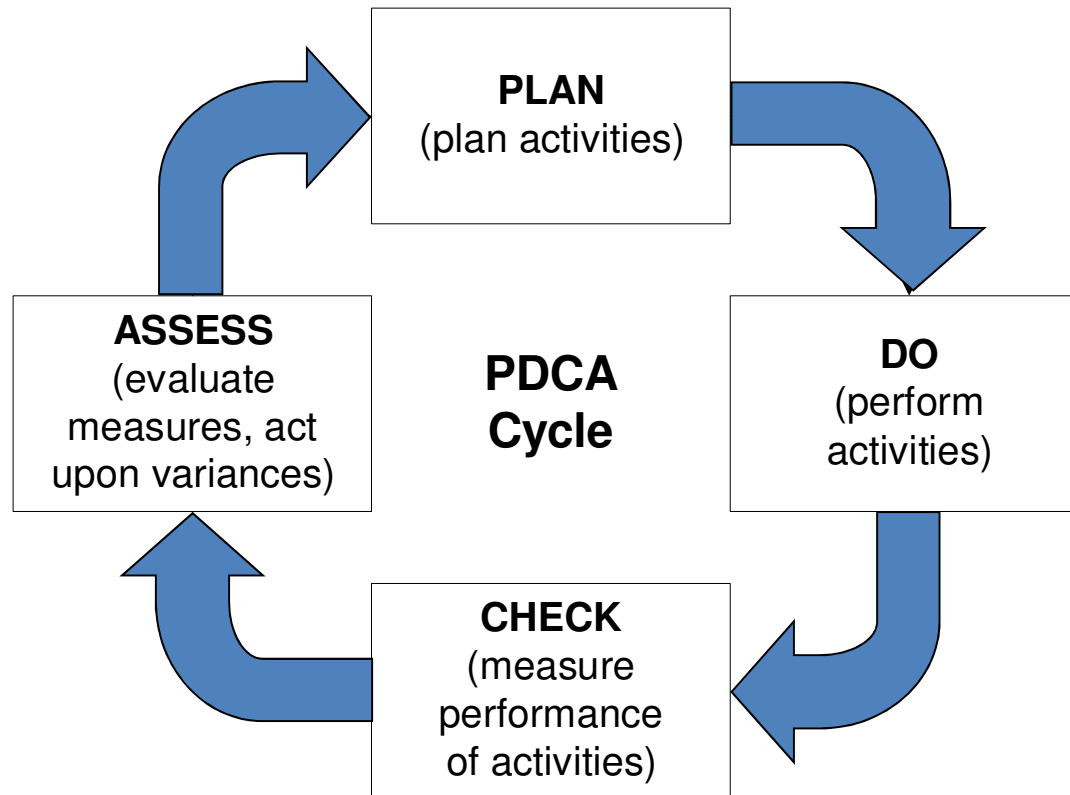 PLAN
(plan activities)
ASSESS
(evaluate
measures, act
upon variances)
PDCA
Cycle
DO
(perform
activities)
CHECK
(measure
performance
of activities)